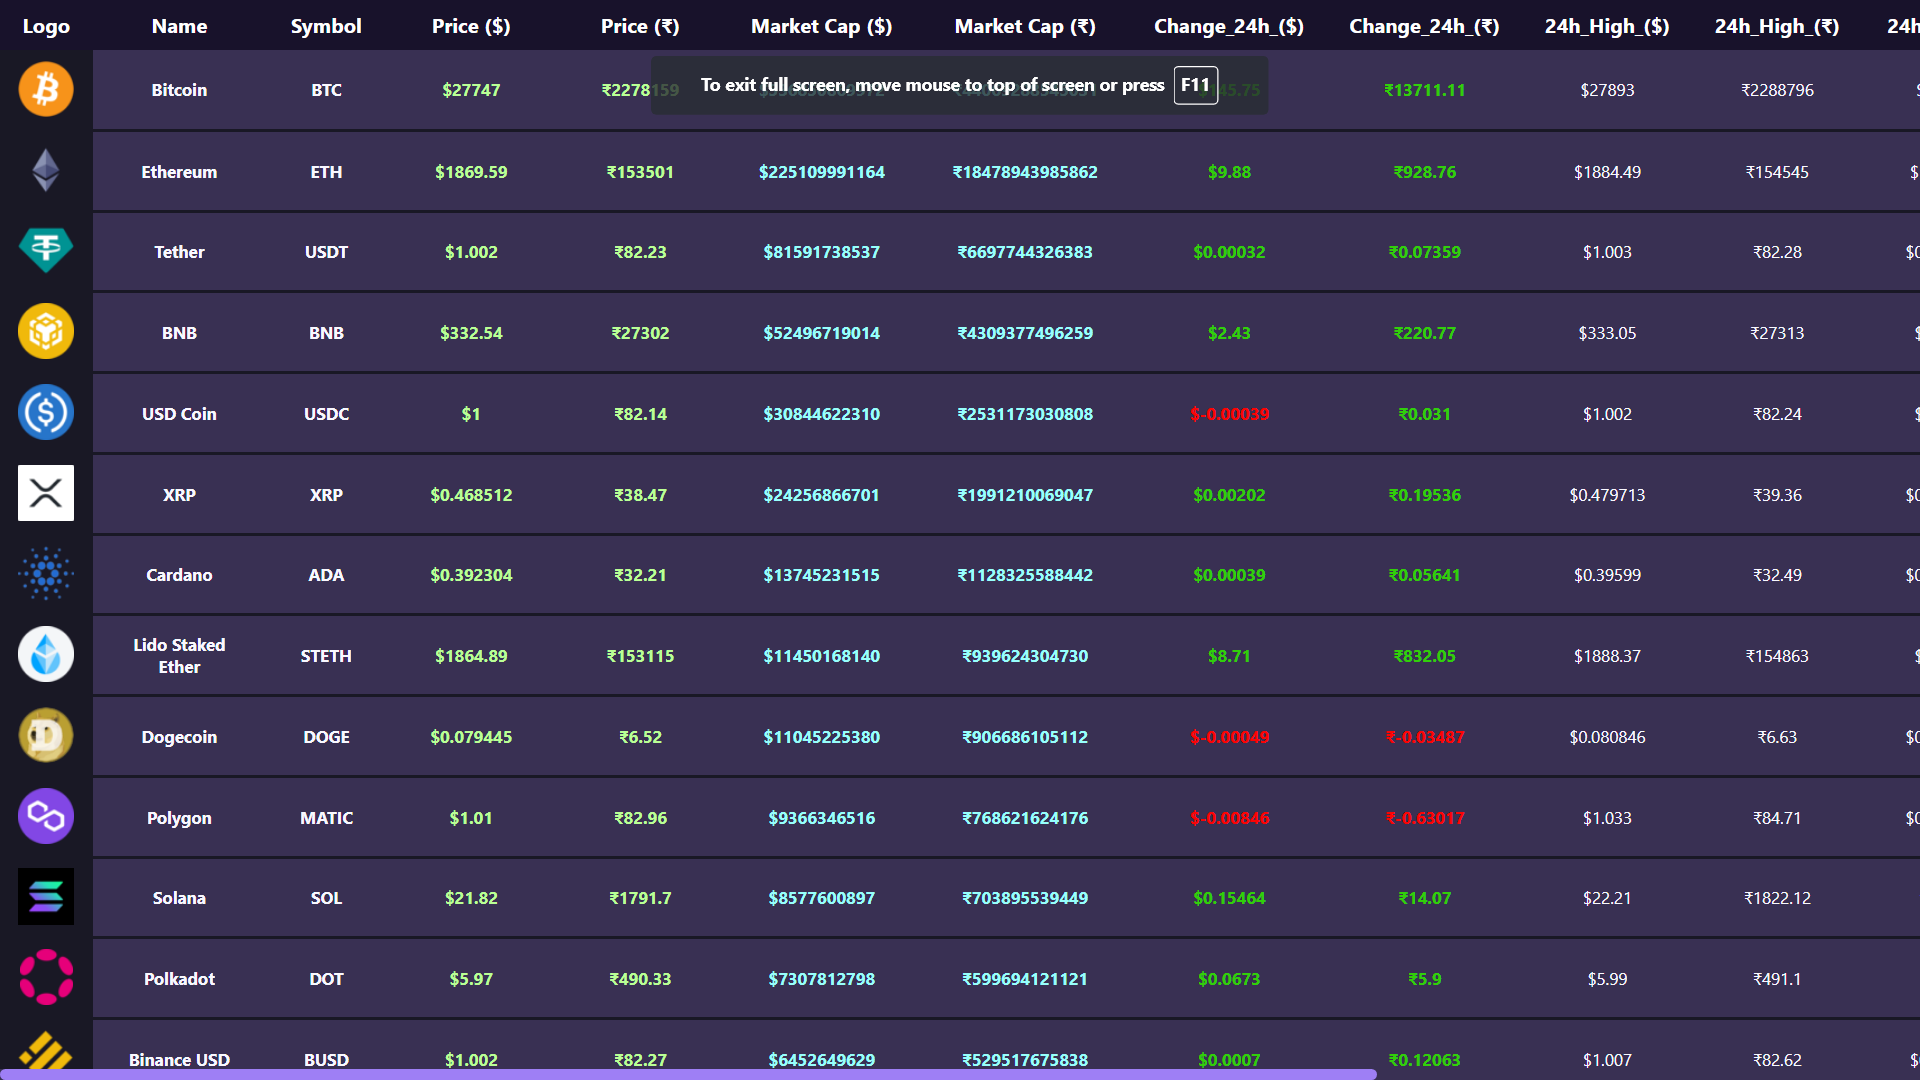 Logo Name Symbol Price ($) Price (₹) Market Cap ($) Market Cap (₹) Change_24h_($) Change_24h_(₹) 24h_High_($) 24h_High_(₹) 24h
To exit full screen, move mouse to top of screen or press F11
Bitcoin BTC $27747 ₹2278159 ₹13711.11 $27893 ₹2288796
Ethereum ETH $1869.59 ₹153501 $225109991164 ₹18478943985862 $9.88 ₹928.76 $1884.49 ₹154545 $
Tether USDT $1.002 ₹82.23 $81591738537 ₹6697744326383 $0.00032 ₹0.07359 $1.003 ₹82.28 $0
BNB BNB $332.54 ₹27302 $52496719014 ₹4309377496259 $2.43 ₹220.77 $333.05 ₹27313 $
USD Coin USDC $1 ₹82.14 $30844622310 ₹2531173030808 $-0.00039 ₹0.031 $1.002 ₹82.24 $
XRP XRP $0.468512 ₹38.47 $24256866701 ₹1991210069047 $0.00202 ₹0.19536 $0.479713 ₹39.36 $0
Cardano ADA $0.392304 ₹32.21 $13745231515 ₹1128325588442 $0.00039 ₹0.05641 $0.39599 ₹32.49 $0
Lido Staked
Ether STETH $1864.89 ₹153115 $11450168140 ₹939624304730 $8.71 ₹832.05 $1888.37 ₹154863 $
Dogecoin DOGE $0.079445 ₹6.52 $11045225380 ₹906686105112 $-0.00049 ₹-0.03487 $0.080846 ₹6.63 $0
Polygon MATIC $1.01 ₹82.96 $9366346516 ₹768621624176 $-0.00846 ₹-0.63017 $1.033 ₹84.71 $0
Solana SOL $21.82 ₹1791.7 $8577600897 ₹703895539449 $0.15464 ₹14.07 $22.21 ₹1822.12
Polkadot DOT $5.97 ₹490.33 $7307812798 ₹599694121121 $0.0673 ₹5.9 $5.99 ₹491.1
Binance USD BUSD $1.002 ₹82.27 $6452649629 ₹529517675838 $0.0007 ₹0.12063 $1.007 ₹82.62 $